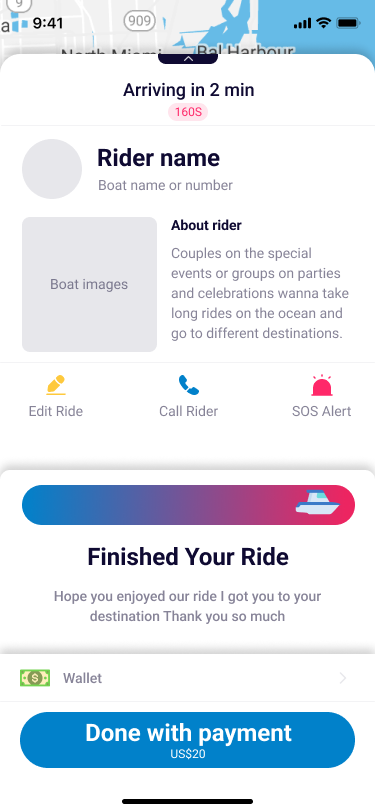 9
9:41
909
North Miami
Bal Harbour
Arriving in 2 min
160S
Rider name
Boat name or number
About rider
Boat images
Couples on the special
events or groups on parties
and celebrations wanna take
long rides on the ocean and
go to different destinations.
Edit Ride
Call Rider
SOS Alert
Finished Your Ride
Hope you enjoyed our ride I got you to your
destination Thank you so much
Wallet
Done with payment
US$20